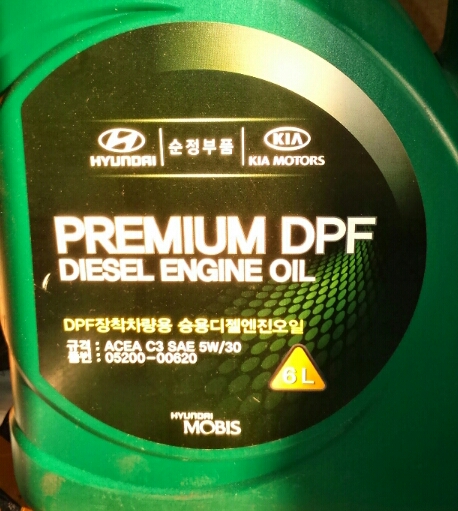 HYUNDAI 순정부품 KIA
KIA MOTORS
PREMIUM DPF
DIESEL ENGINE OIL
DPF장착차량용 승용디젤엔진오일
규격 : ACEA C3 SAE 5W/30
품번 : 05200-00620
6 L
HYUNDAI
MOBIS